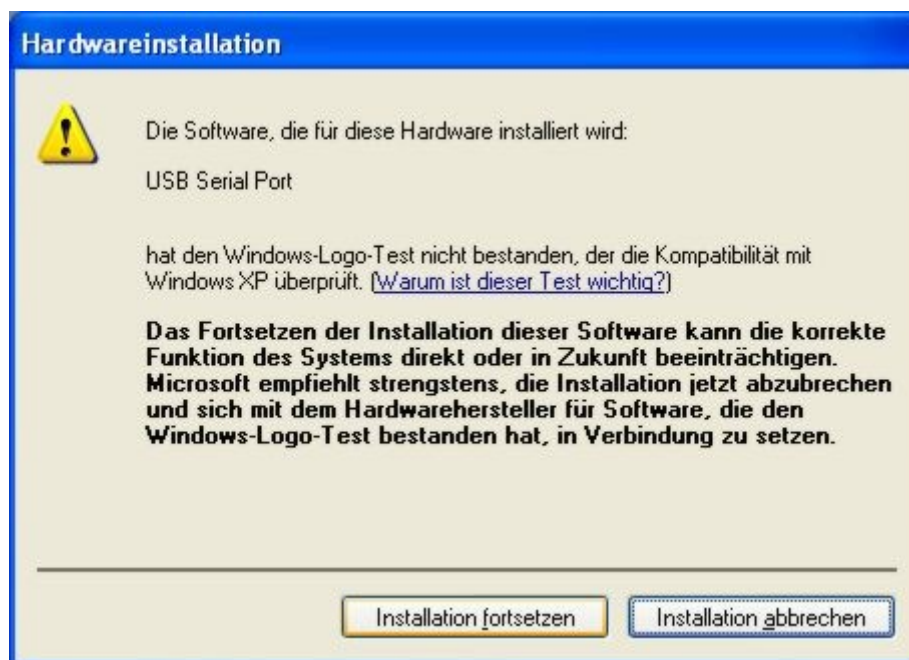 Hardwareinstallation
Die Software, die für diese Hardware installiert wird:
USB Serial Port
hat den Windows-Logo-Test nicht bestanden, der die Kompatibilität mit
Windows XP überprüft. (Warum ist dieser Test wichtig?)
Das Fortsetzen der Installation dieser Software kann die korrekte
Funktion des Systems direkt oder in Zukunft beeinträchtigen.
Microsoft empfiehlt strengstens, die Installation jetzt abzubrechen
und sich mit dem Hardwarehersteller für Software, die den
Windows-Logo-Test bestanden hat, in Verbindung zu setzen.
Installation fortsetzen
Installation abbrechen